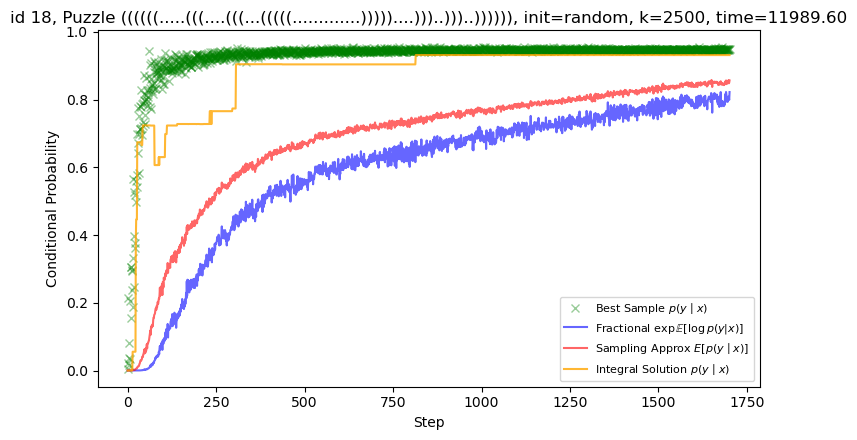 id 18, Puzzle ((((((.....(((....(((...(((((.............)))))....)))..)))..)))))), init=random, k=2500, time=11989.60
1.0
0.8
0.6
0.4
0.2
0.0
Conditional Probability
0
250
500
750
1000
1250
1500
1750
Step
Best Sample p(y | x)
Fractional exp𝔼[log p(y|x)]
Sampling Approx E[p(y | x)]
Integral Solution p(y | x)